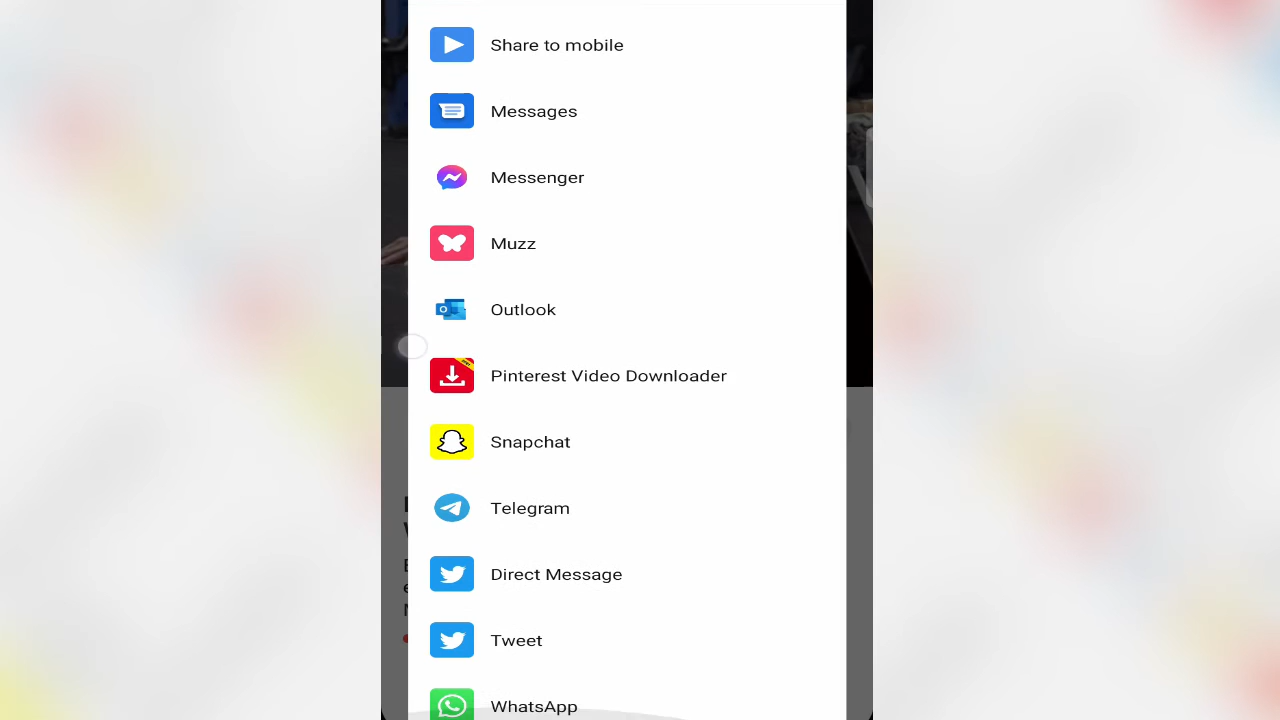 Share to mobile
Messages
Messenger
Muzz
Outlook
Pinterest Video Downloader
Snapchat
Telegram
Direct Message
Tweet
WhatsApp